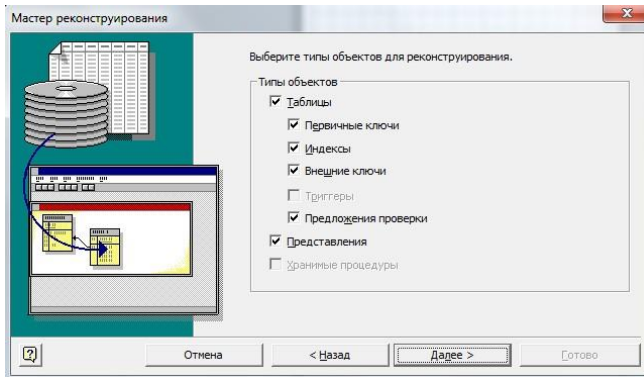 Мастер реконструирования
Выберите типы объектов для реконструирования.
Типы объектов
Таблицы
Первичные ключи
Индексы
Внешние ключи
Триггеры
Предложения проверки
Представления
Хранимые процедуры
Отмена
< Назад
Далее >
Готово